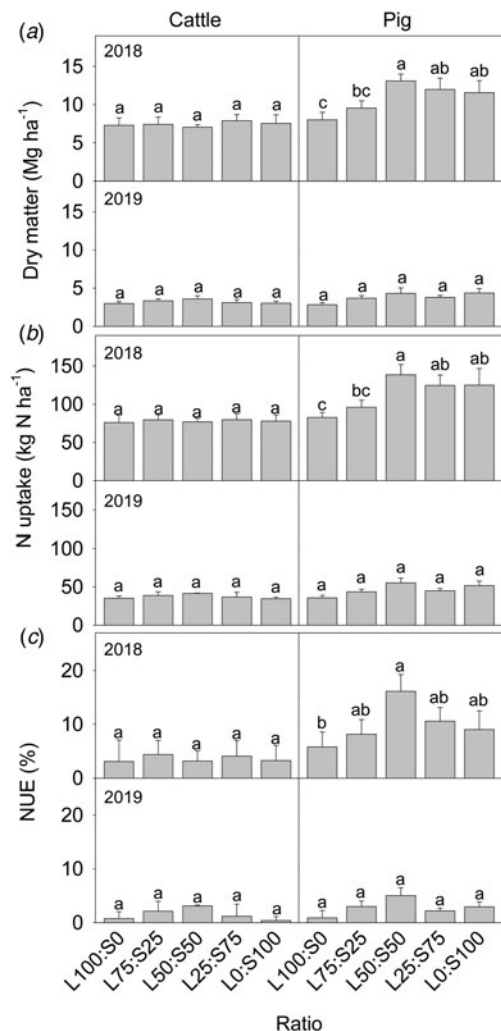 Cattle Pig
(a)
Dry matter (Mg ha⁻¹)
2018
15
10
5
0
a a a a a
c bc a ab ab
2019
15
10
5
0
a a a a a
a a a a a
(b)
N uptake (kg N ha⁻¹)
2018
150
100
50
0
a a a a a
c bc a ab ab
2019
150
100
50
0
a a a a a
a a a a a
(c)
NUE (%)
2018
20
10
0
a a a a a
b ab a ab ab
2019
20
10
0
a a a a a
a a a a a
L100:S0 L75:S25 L50:S50 L25:S75 L0:S100 L100:S0 L75:S25 L50:S50 L25:S75 L0:S100
Ratio